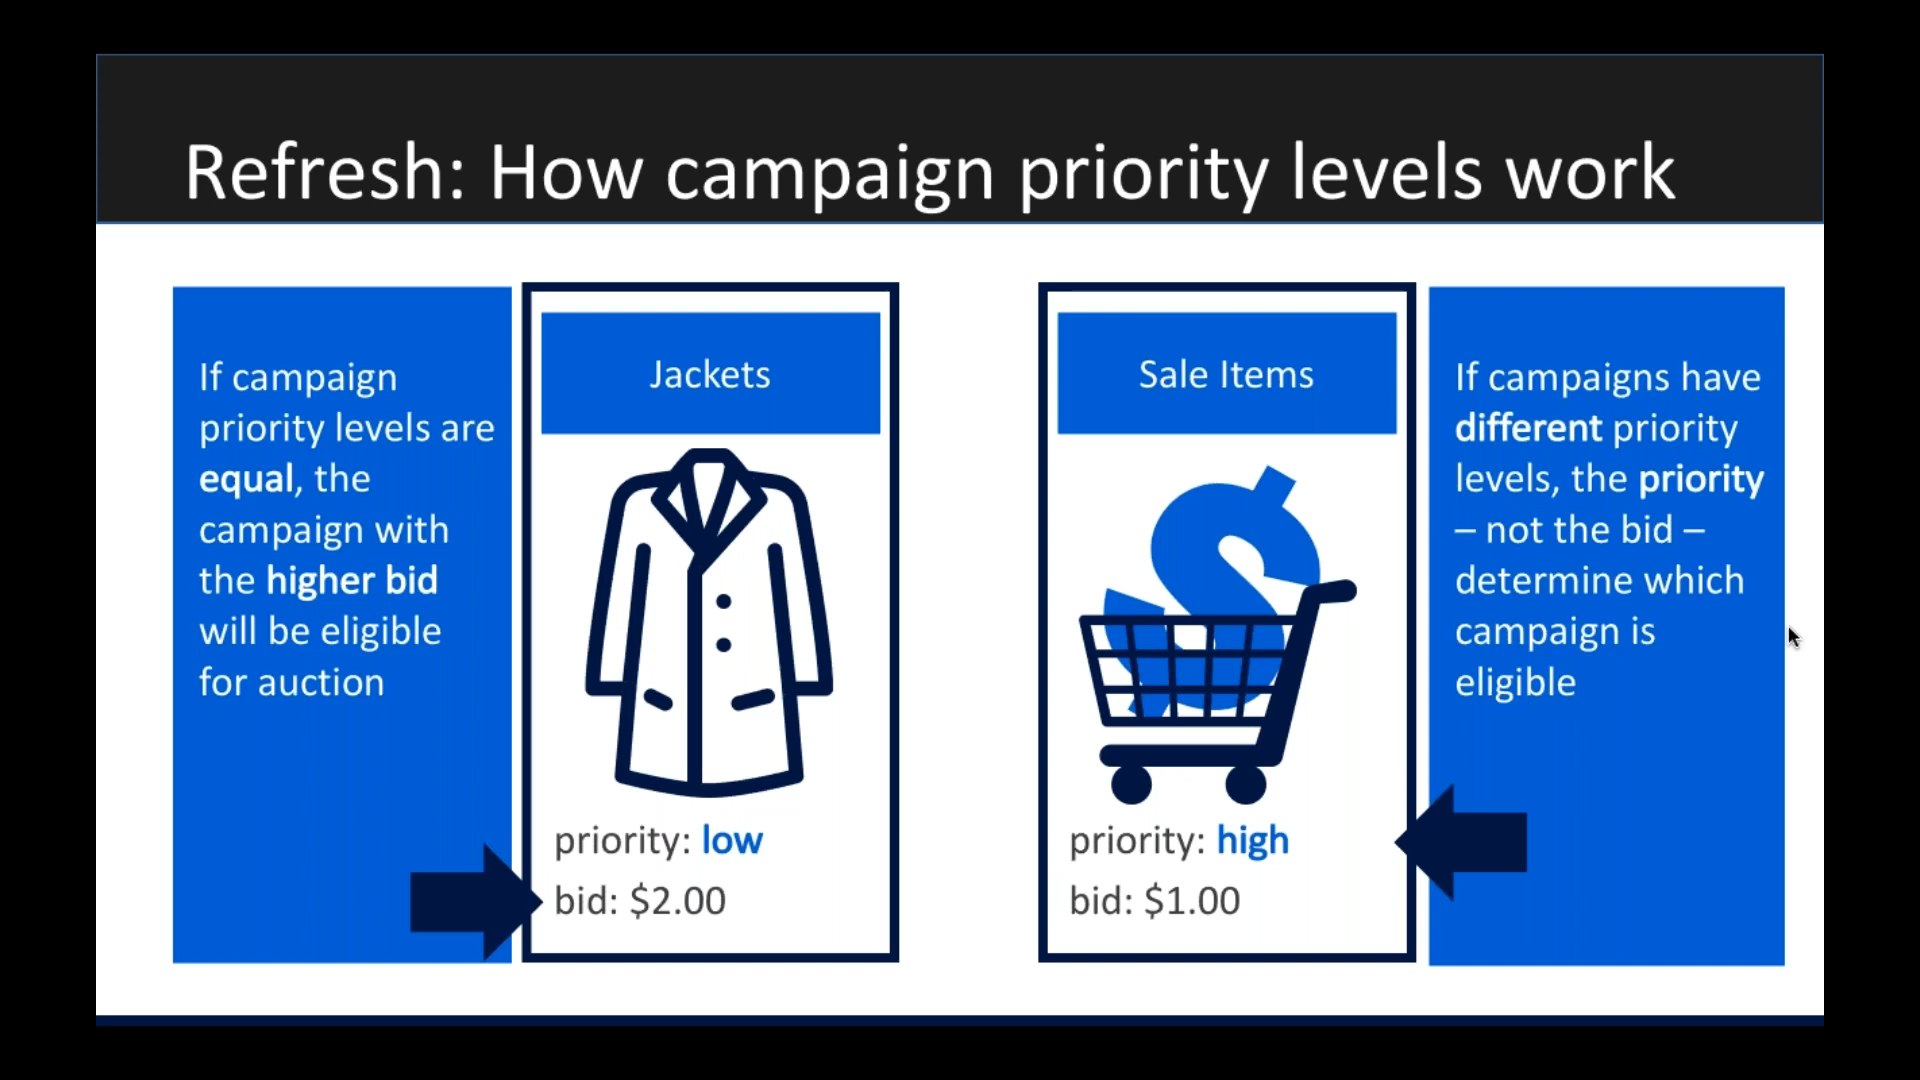 Refresh: How campaign priority levels work
If campaign
priority levels are
equal, the
campaign with
the higher bid
will be eligible
for auction
Jackets
priority: low
bid: $2.00
Sale Items
$
priority: high
bid: $1.00
If campaigns have
different priority
levels, the priority
– not the bid –
determine which
campaign is
eligible